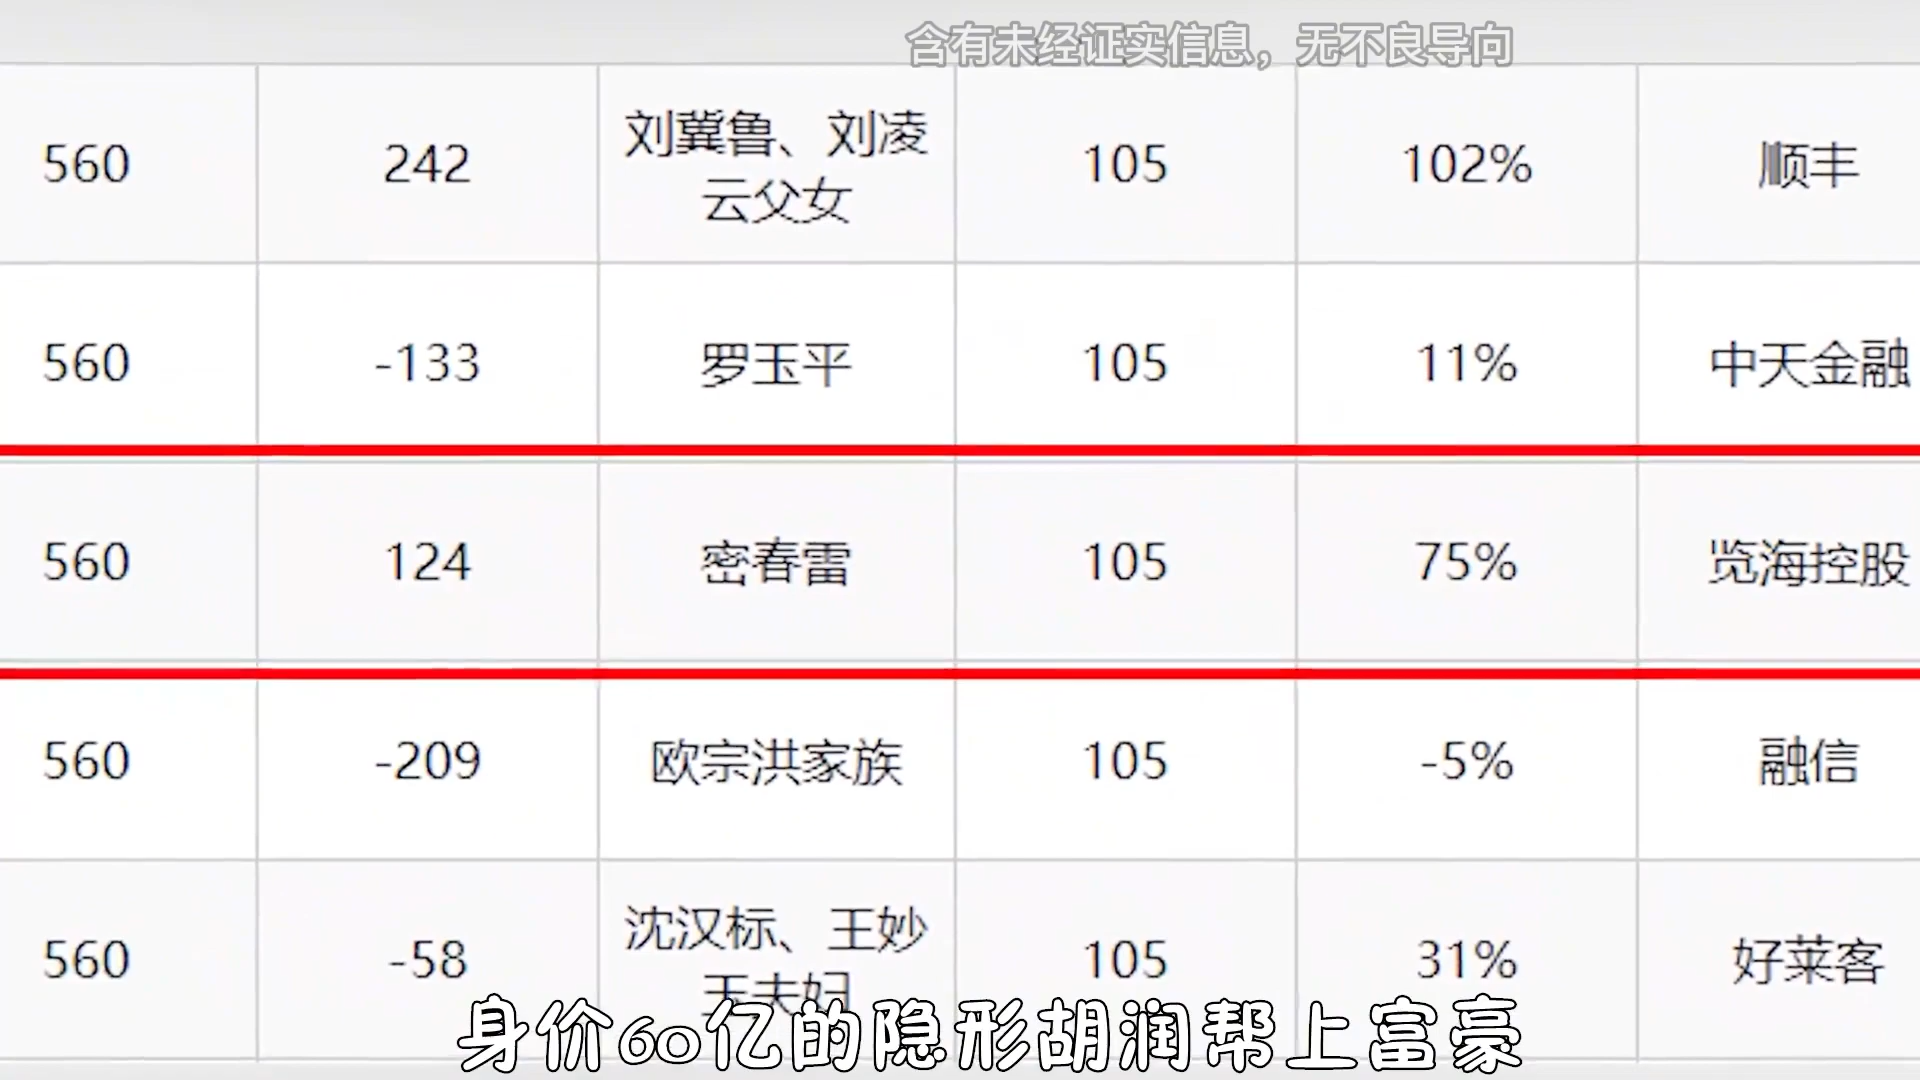 含有未经证实信息，无不良导向
560 242 刘冀鲁、刘凌 105 102% 顺丰
云父女
560 -133 罗玉平 105 11% 中天金融
560 124 密春雷 105 75% 览海控股
560 -209 欧宗洪家族 105 -5% 融信
560 -58 沈汉标、王妙 105 31% 好莱客
玉夫妇
身价60亿的隐形胡润帮上富豪